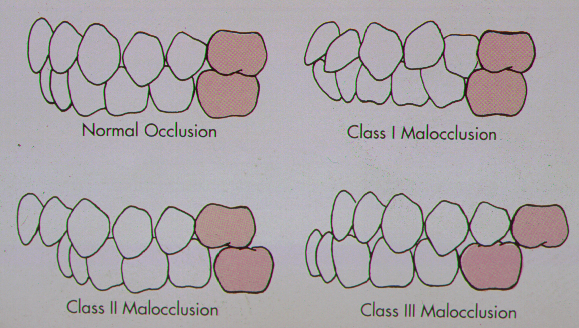 Normal Occlusion
Class I Malocclusion
Class II Malocclusion
Class III Malocclusion